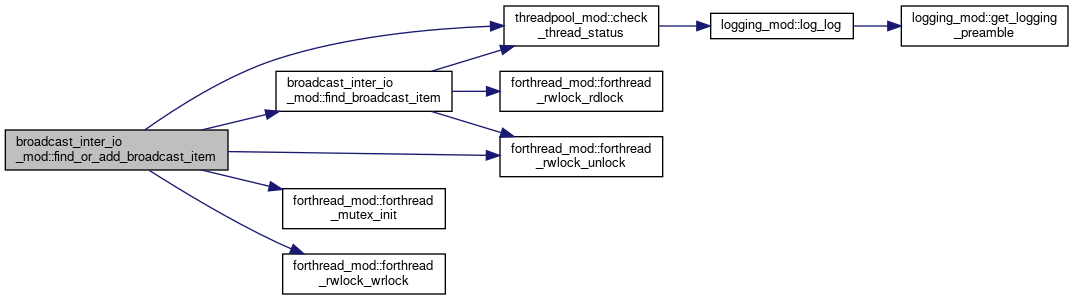 threadpool_mod::check
_thread_status
logging_mod::log_log
logging_mod::get_logging
_preamble
broadcast_inter_io
_mod::find_broadcast_item
forthread_mod::forthread
_rwlock_rdlock
broadcast_inter_io
_mod::find_or_add_broadcast_item
forthread_mod::forthread
_rwlock_unlock
forthread_mod::forthread
_mutex_init
forthread_mod::forthread
_rwlock_wrlock